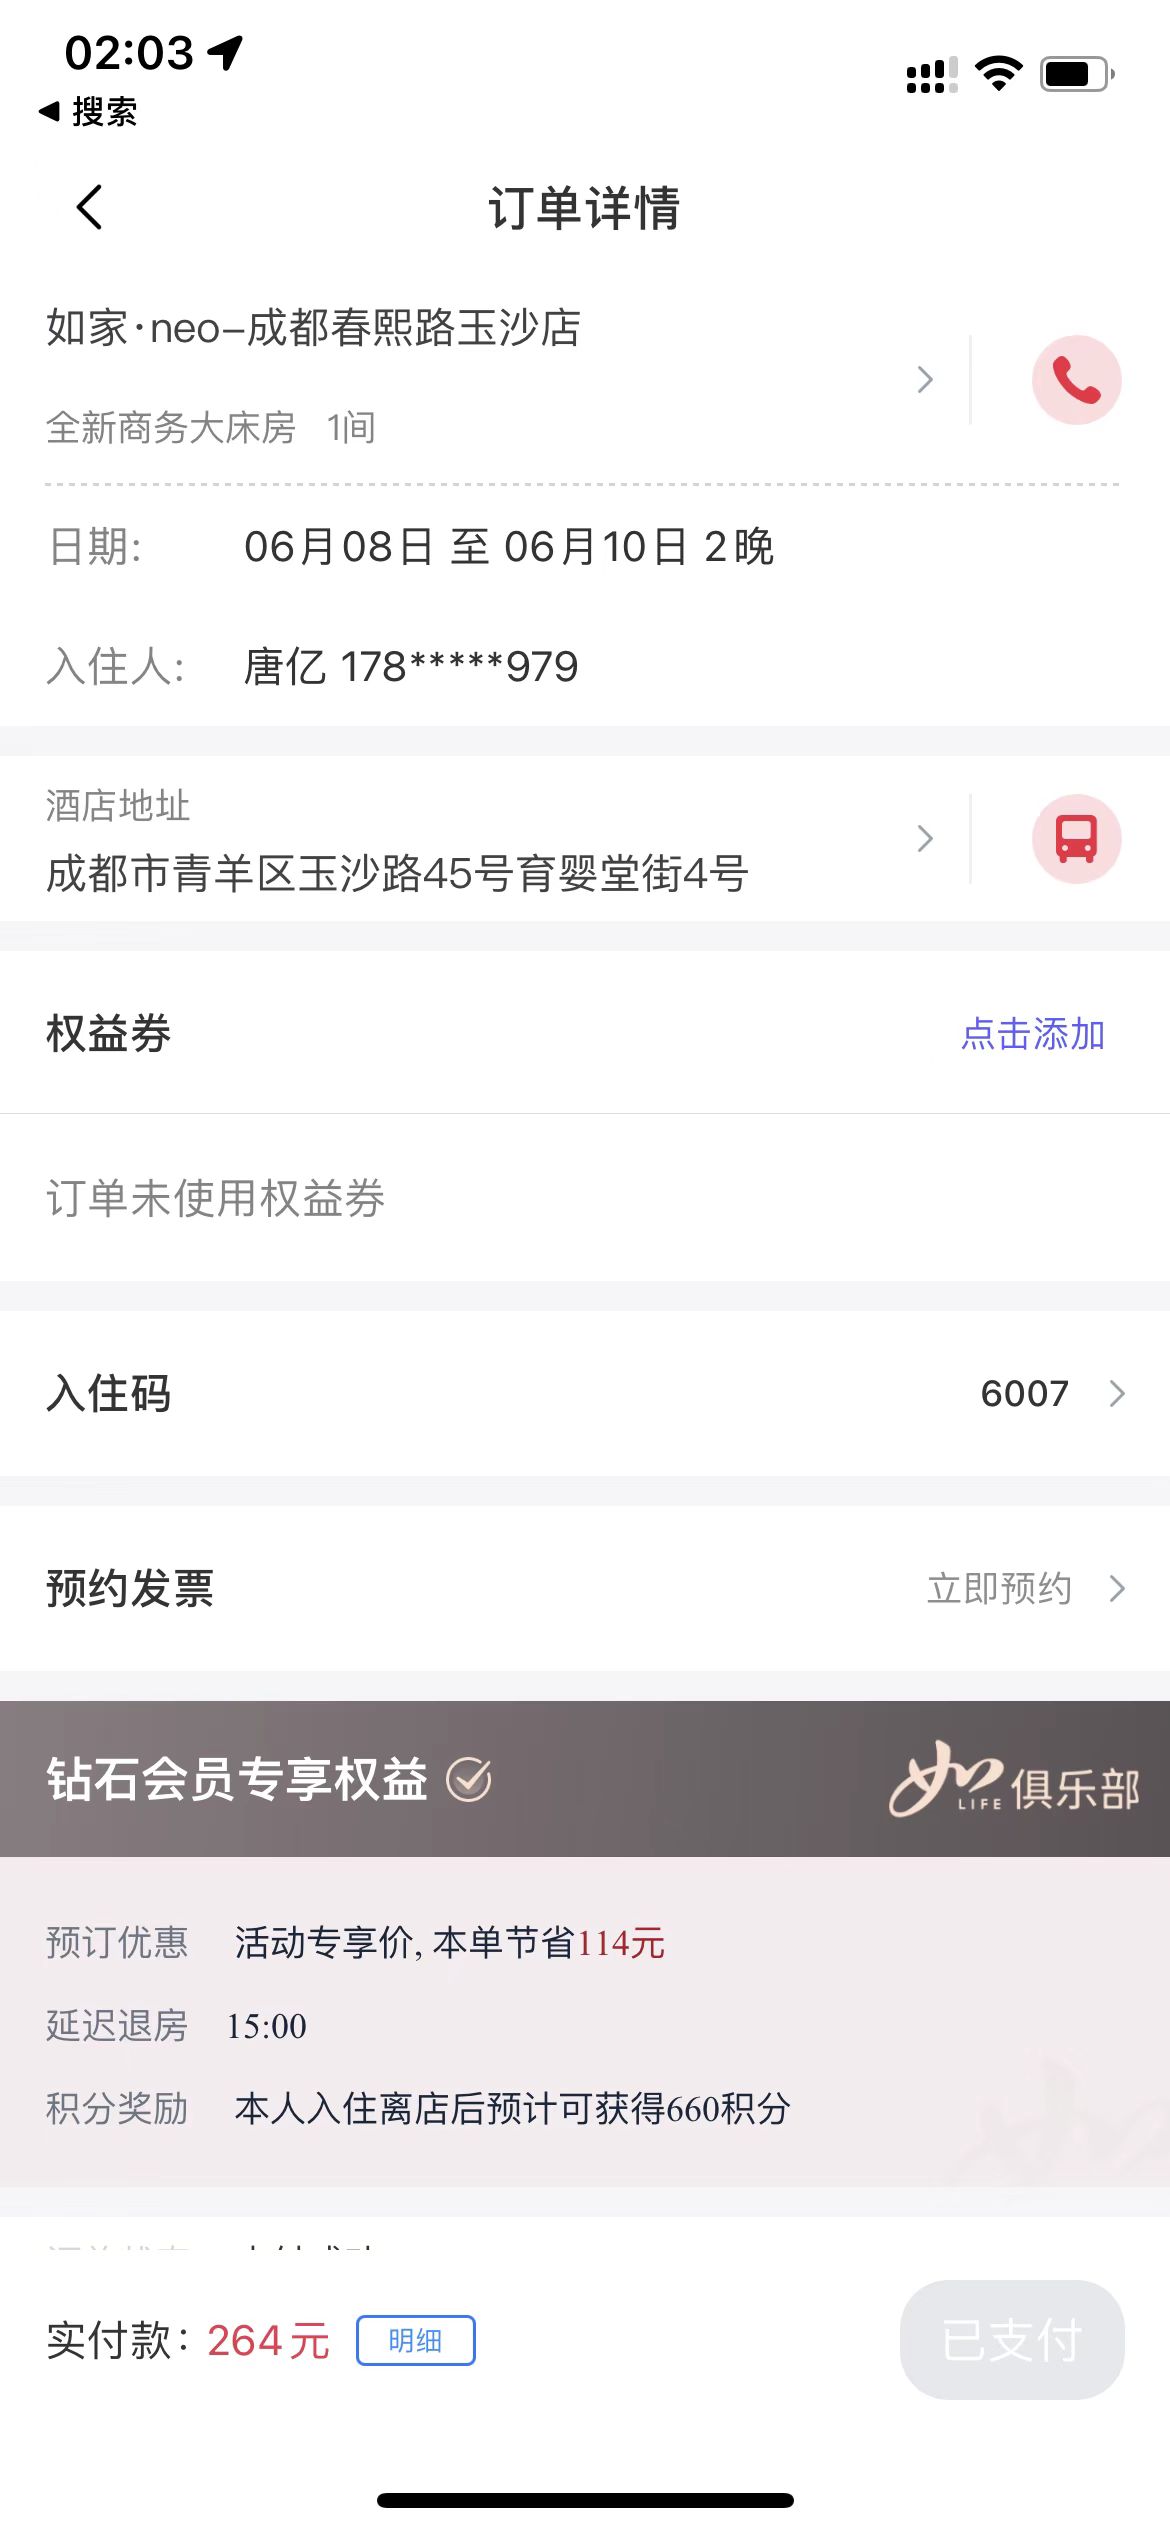 02:03
搜索
订单详情
如家·neo-成都春熙路玉沙店
全新商务大床房 1间
日期: 06月08日 至 06月10日 2晚
入住人: 唐亿 178*****979
酒店地址
成都市青羊区玉沙路45号育婴堂街4号
权益券 点击添加
订单未使用权益券
入住码 6007
预约发票 立即预约
钻石会员专享权益 如LIFE俱乐部
预订优惠 活动专享价, 本单节省114元
延迟退房 15:00
积分奖励 本人入住离店后预计可获得660积分
实付款: 264元 明细 已支付